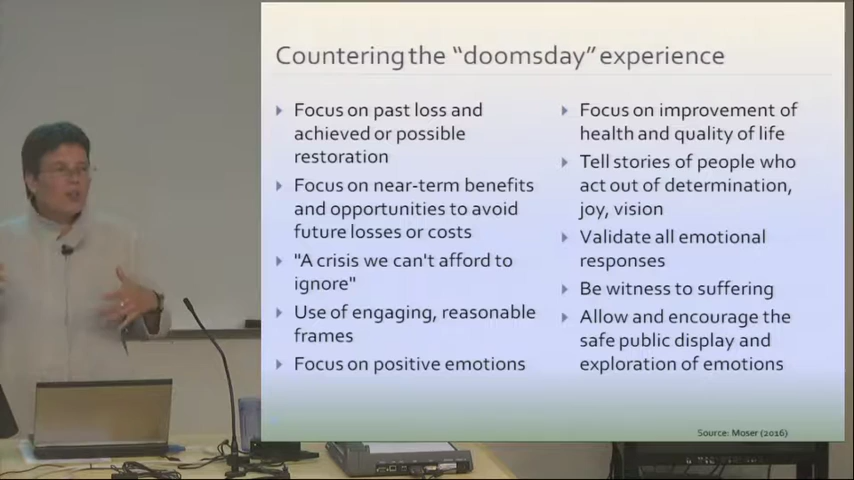 Countering the “doomsday” experience
Focus on past loss and
achieved or possible
restoration
Focus on near-term benefits
and opportunities to avoid
future losses or costs
"A crisis we can't afford to
ignore"
Use of engaging, reasonable
frames
Focus on positive emotions
Focus on improvement of
health and quality of life
Tell stories of people who
act out of determination,
joy, vision
Validate all emotional
responses
Be witness to suffering
Allow and encourage the
safe public display and
exploration of emotions
Source: Moser (2016)